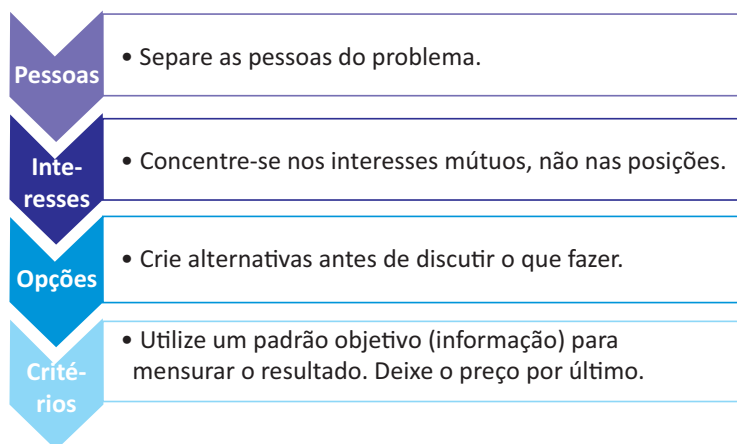 Pessoas
• Separe as pessoas do problema.
Inte-
resses
• Concentre-se nos interesses mútuos, não nas posições.
Opções
• Crie alternativas antes de discutir o que fazer.
Crité-
rios
• Utilize um padrão objetivo (informação) para
mensurar o resultado. Deixe o preço por último.